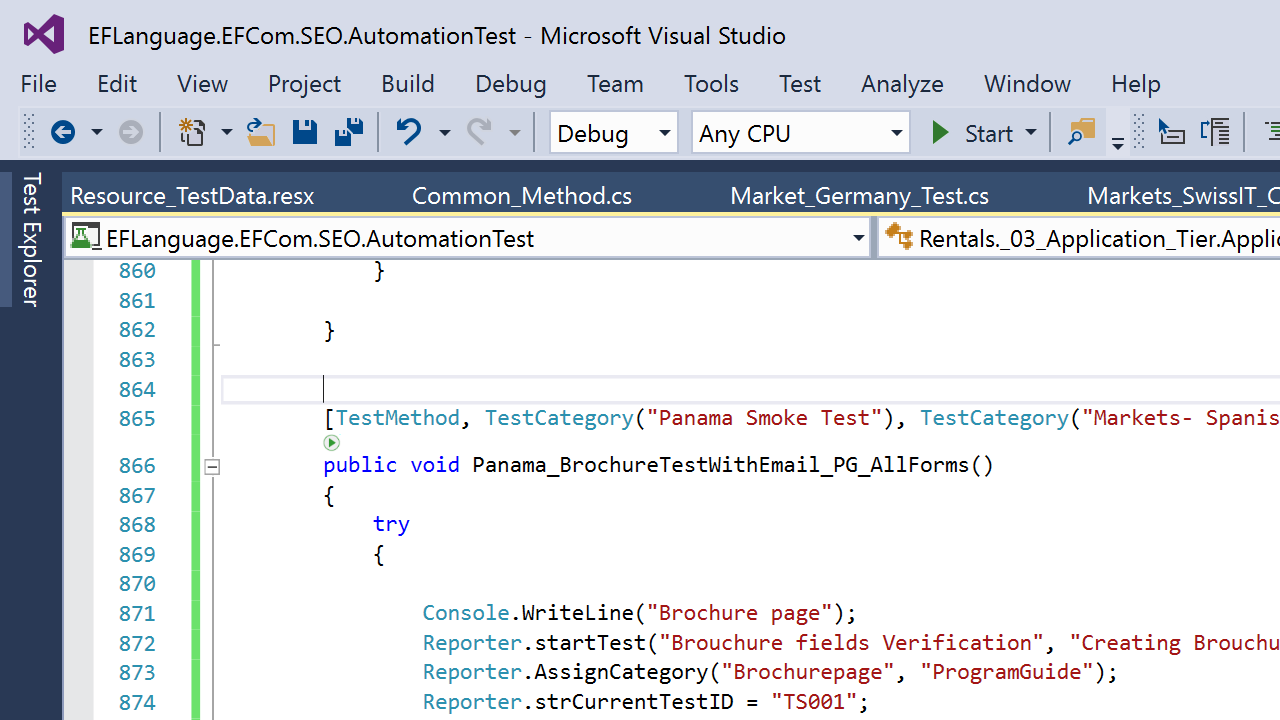 EFLanguage.EFCom.SEO.AutomationTest - Microsoft Visual Studio
File Edit View Project Build Debug Team Tools Test Analyze Window Help
Debug Any CPU Start
Test Explorer
Resource_TestData.resx Common_Method.cs Market_Germany_Test.cs Markets_SwissIT_C
EFLanguage.EFCom.SEO.AutomationTest Rentals._03_Application_Tier.Applic
860 }
861
862 }
863
864
865 [TestMethod, TestCategory("Panama Smoke Test"), TestCategory("Markets- Spanis
866 public void Panama_BrochureTestWithEmail_PG_AllForms()
867 {
868 try
869 {
870
871 Console.WriteLine("Brochure page");
872 Reporter.startTest("Brouchure fields Verification", "Creating Brouchu
873 Reporter.AssignCategory("Brochurepage", "ProgramGuide");
874 Reporter.strCurrentTestID = "TS001";